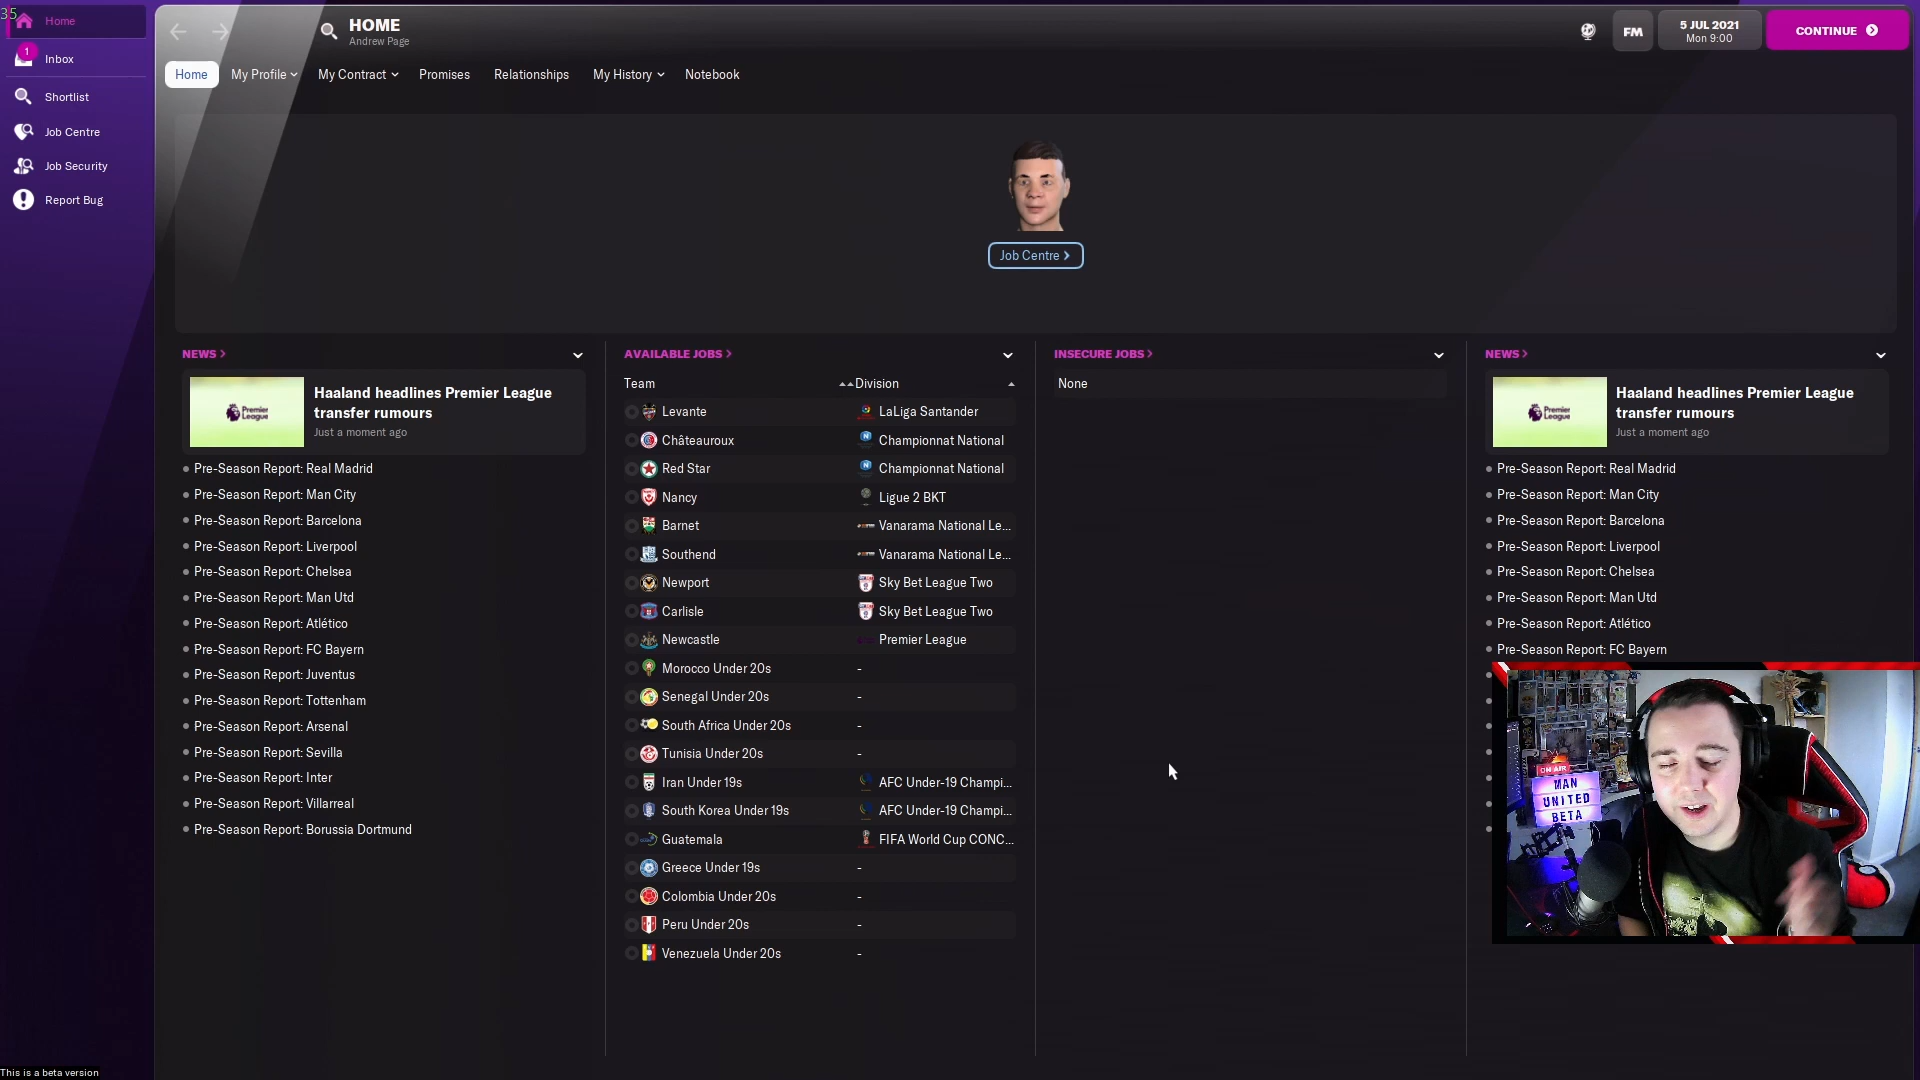 35
Home
1
Inbox
Shortlist
Job Centre
Job Security
Report Bug
HOME
Andrew Page
FM
5 JUL 2021
Mon 9:00
CONTINUE
Home
My Profile
My Contract
Promises
Relationships
My History
Notebook
Job Centre
NEWS
Premier League
Haaland headlines Premier League
transfer rumours
Just a moment ago
Pre-Season Report: Real Madrid
Pre-Season Report: Man City
Pre-Season Report: Barcelona
Pre-Season Report: Liverpool
Pre-Season Report: Chelsea
Pre-Season Report: Man Utd
Pre-Season Report: Atlético
Pre-Season Report: FC Bayern
Pre-Season Report: Juventus
Pre-Season Report: Tottenham
Pre-Season Report: Arsenal
Pre-Season Report: Sevilla
Pre-Season Report: Inter
Pre-Season Report: Villarreal
Pre-Season Report: Borussia Dortmund
AVAILABLE JOBS
Team Division
Levante LaLiga Santander
Châteauroux Championnat National
Red Star Championnat National
Nancy Ligue 2 BKT
Barnet Vanarama National Le...
Southend Vanarama National Le...
Newport Sky Bet League Two
Carlisle Sky Bet League Two
Newcastle Premier League
Morocco Under 20s -
Senegal Under 20s -
South Africa Under 20s -
Tunisia Under 20s -
Iran Under 19s AFC Under-19 Champi...
South Korea Under 19s AFC Under-19 Champi...
Guatemala FIFA World Cup CONC...
Greece Under 19s -
Colombia Under 20s -
Peru Under 20s -
Venezuela Under 20s -
INSECURE JOBS
None
NEWS
Premier League
Haaland headlines Premier League
transfer rumours
Just a moment ago
Pre-Season Report: Real Madrid
Pre-Season Report: Man City
Pre-Season Report: Barcelona
Pre-Season Report: Liverpool
Pre-Season Report: Chelsea
Pre-Season Report: Man Utd
Pre-Season Report: Atlético
Pre-Season Report: FC Bayern
ON AIR
MAN
UNITED
BETA
This is a beta version